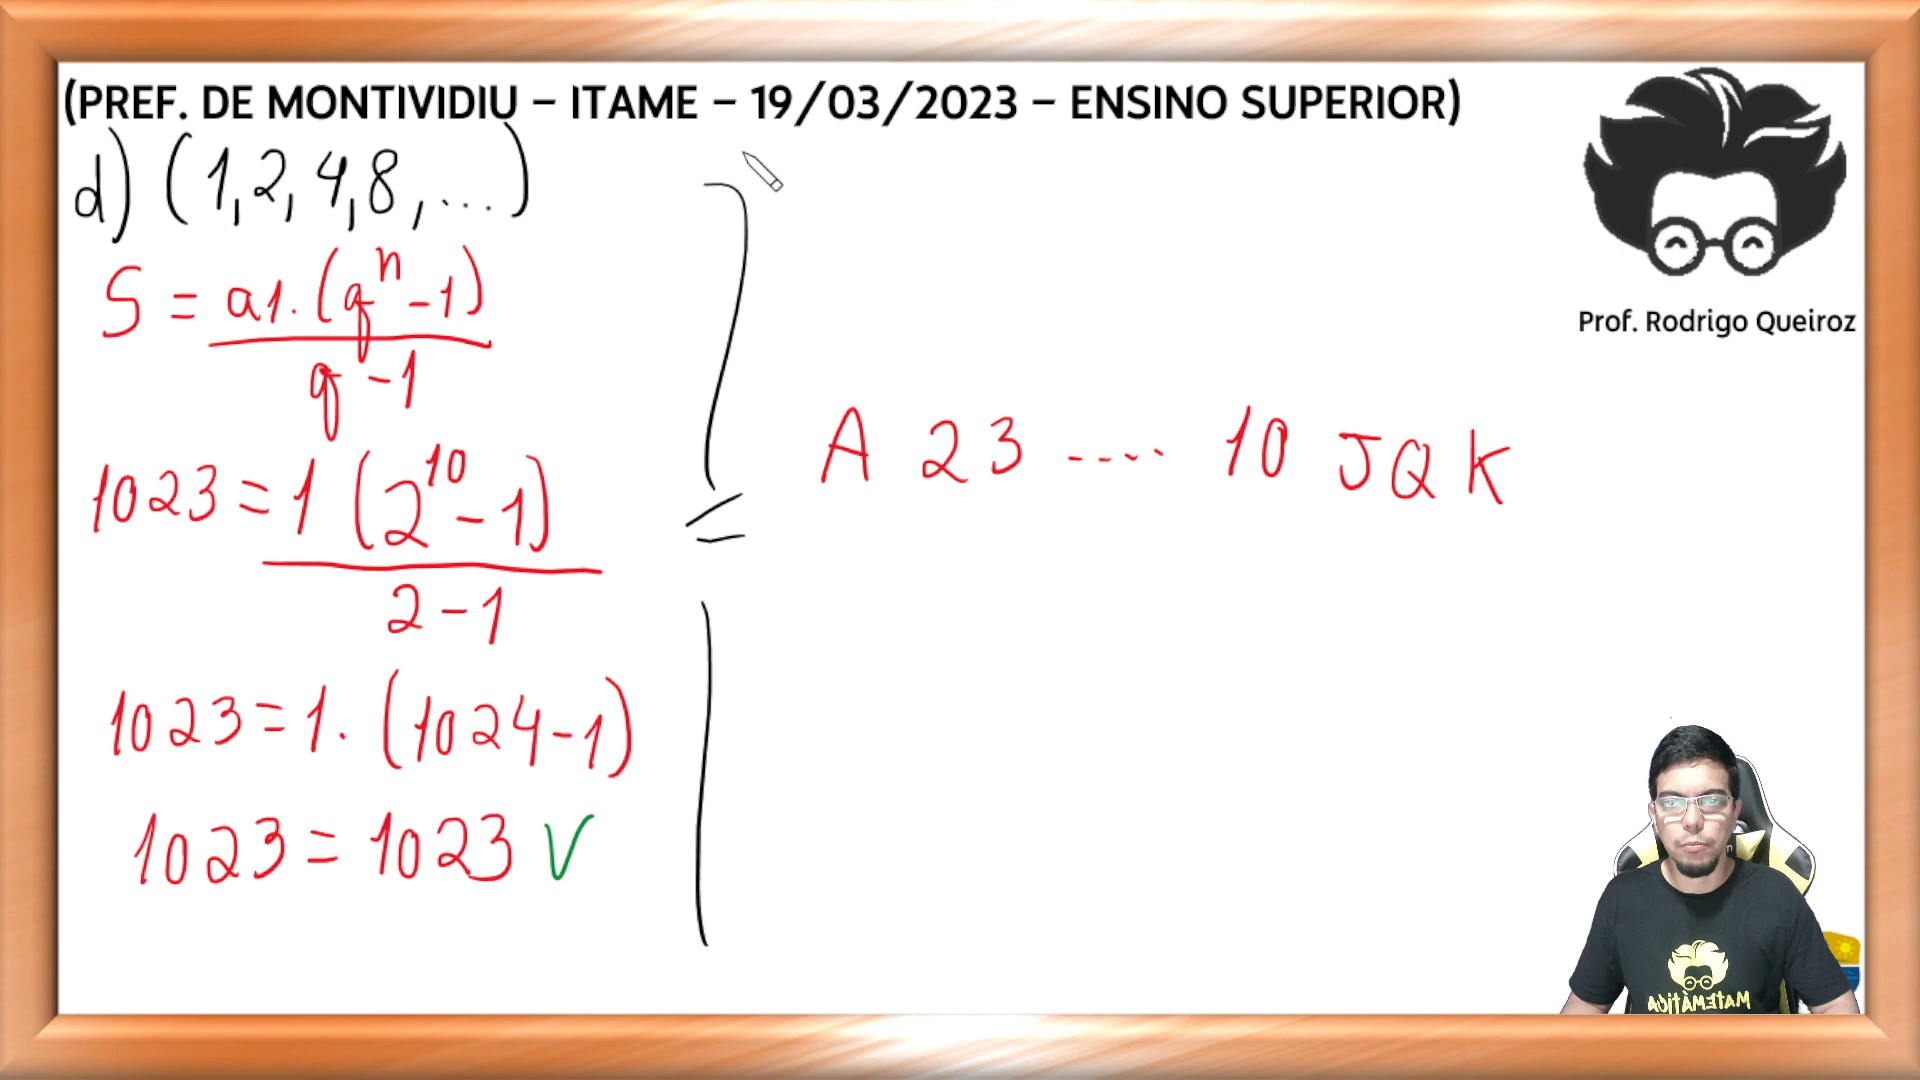 (PREF. DE MONTIVIDIU – ITAME – 19/03/2023 – ENSINO SUPERIOR)
d) (1,2,4,8,...)
S = a1.(q^n-1)
q-1
1023 = 1 (2^10-1)
2-1
1023 = 1. (1024-1)
1023 = 1023 V
A 2 3 .... 10 J Q K
Prof. Rodrigo Queiroz
MATEMÁTICA